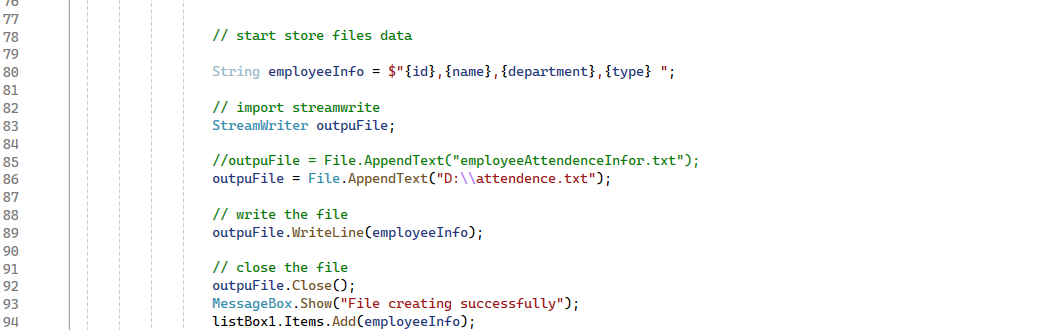 76
77
78 // start store files data
79
80 String employeeInfo = $"{id},{name},{department},{type} ";
81
82 // import streamwrite
83 StreamWriter outpuFile;
84
85 //outpuFile = File.AppendText("employeeAttendenceInfor.txt");
86 outpuFile = File.AppendText("D:\\attendence.txt");
87
88 // write the file
89 outpuFile.WriteLine(employeeInfo);
90
91 // close the file
92 outpuFile.Close();
93 MessageBox.Show("File creating successfully");
94 listBox1.Items.Add(employeeInfo);